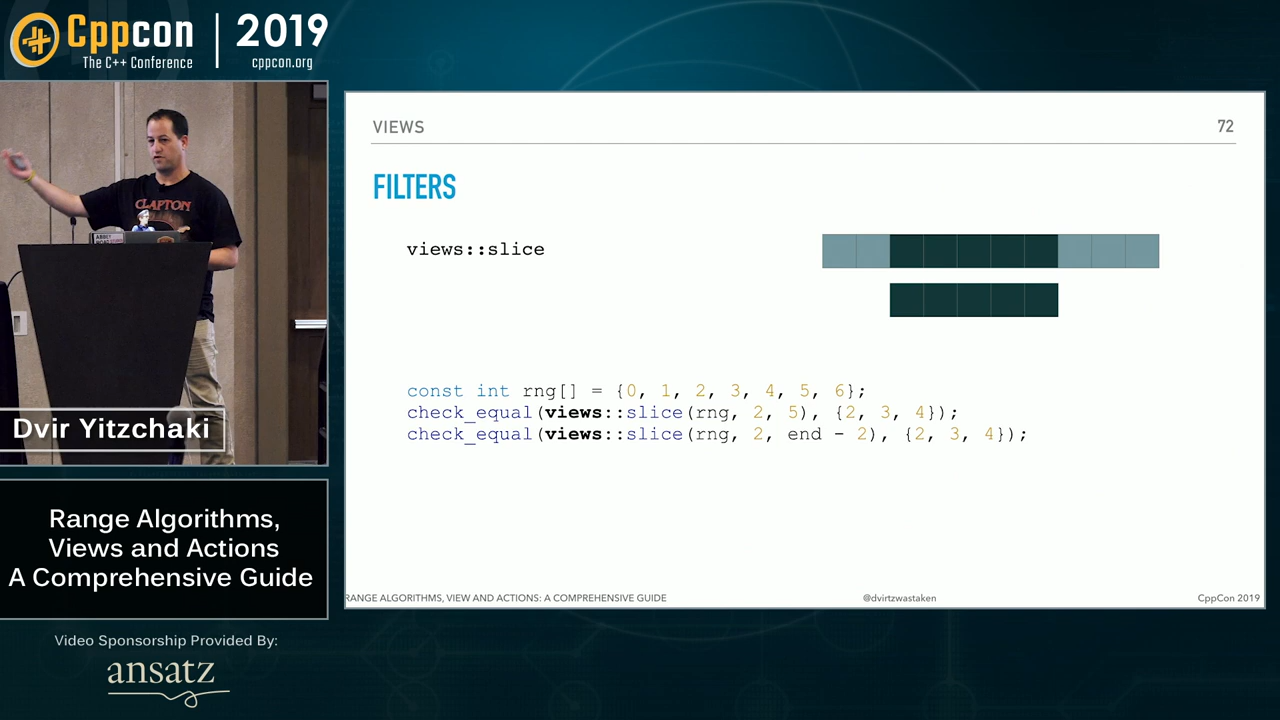 Cppcon
The C++ Conference
2019
cppcon.org
CLAPTON
Dvir Yitzchaki
Range Algorithms,
Views and Actions
A Comprehensive Guide
Video Sponsorship Provided By:
ansatz
VIEWS
72
FILTERS
views::slice
const int rng[] = {0, 1, 2, 3, 4, 5, 6};
check_equal(views::slice(rng, 2, 5), {2, 3, 4});
check_equal(views::slice(rng, 2, end - 2), {2, 3, 4});
RANGE ALGORITHMS, VIEW AND ACTIONS: A COMPREHENSIVE GUIDE
@dvirtzwastaken
CppCon 2019